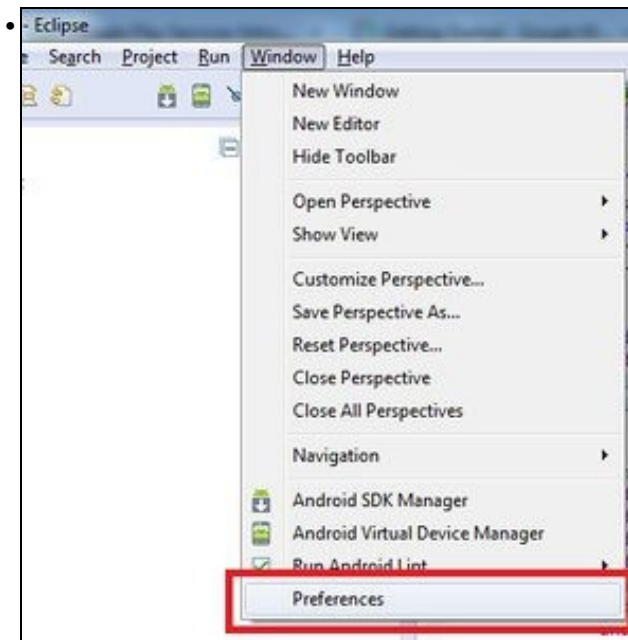 - Eclipse
Search Project Run Window Help
New Window
New Editor
Hide Toolbar
Open Perspective
Show View
Customize Perspective...
Save Perspective As...
Reset Perspective...
Close Perspective
Close All Perspectives
Navigation
Android SDK Manager
Android Virtual Device Manager
Run Android Lint
Preferences